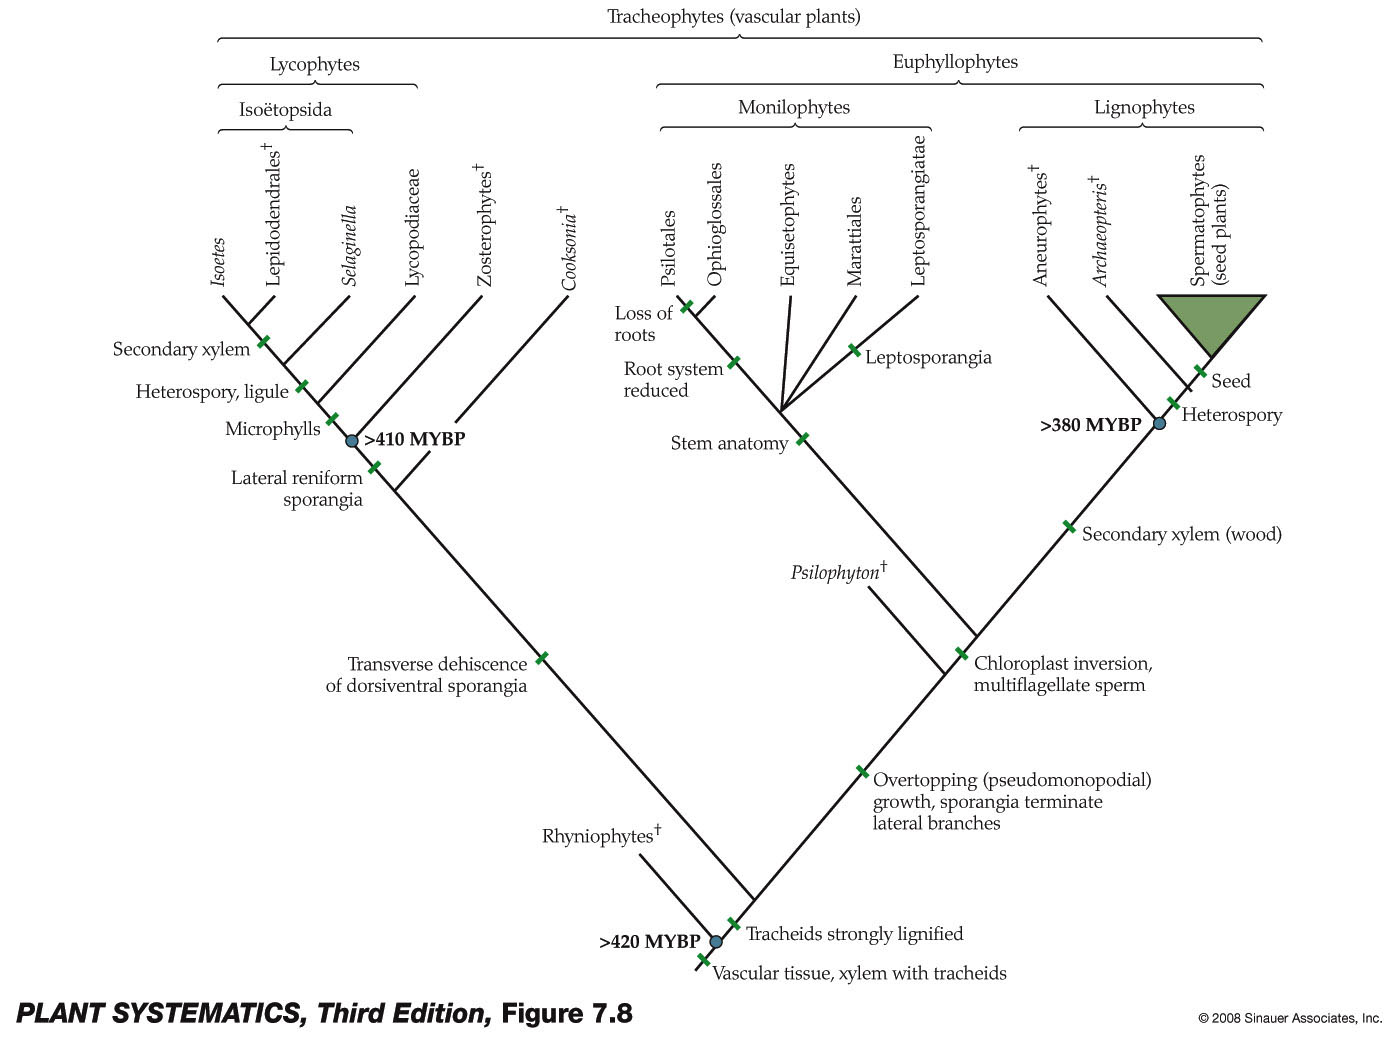 Tracheophytes (vascular plants)
Lycophytes
Euphyllophytes
Isoëtopsida
Monilophytes
Lignophytes
Isoetes
Lepidodendrales†
Selaginella
Lycopodiaceae
Zosterophytes†
Cooksonia†
Psilotales
Ophioglossales
Equisetophytes
Marattiales
Leptosporangiatae
Aneurophytes†
Archaeopteris†
Spermatophytes
(seed plants)
Loss of
roots
Secondary xylem
Leptosporangia
Root system
reduced
Seed
Heterospory, ligule
Heterospory
Microphylls
>410 MYBP
>380 MYBP
Stem anatomy
Lateral reniform
sporangia
Secondary xylem (wood)
Psilophyton†
Transverse dehiscence
of dorsiventral sporangia
Chloroplast inversion,
multiflagellate sperm
Overtopping (pseudomonopodial)
growth, sporangia terminate
lateral branches
Rhyniophytes†
>420 MYBP
Tracheids strongly lignified
Vascular tissue, xylem with tracheids
PLANT SYSTEMATICS, Third Edition, Figure 7.8
© 2008 Sinauer Associates, Inc.